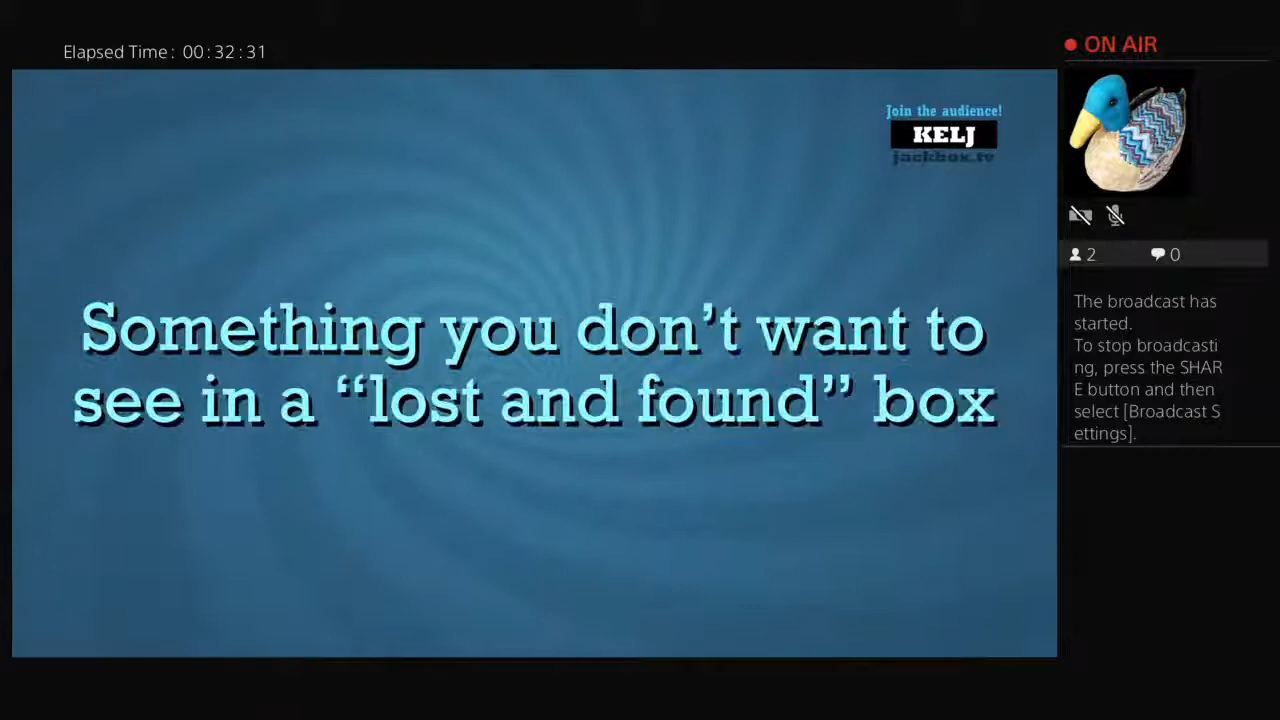 Elapsed Time: 00:32:31
ON AIR
Join the audience!
KELJ
jackbox.tv
Something you don’t want to
see in a “lost and found” box
2
0
The broadcast has
started.
To stop broadcasti
ng, press the SHAR
E button and then
select [Broadcast S
ettings].